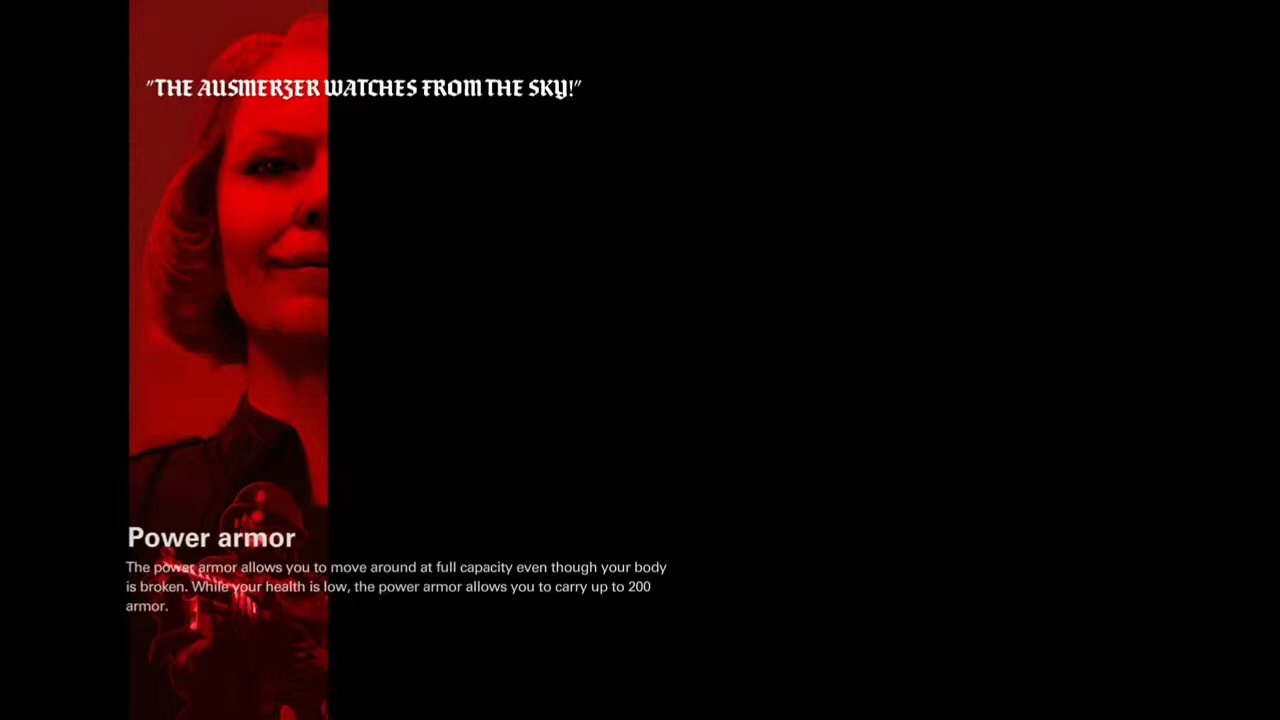 "THE AUSMERZER WATCHES FROM THE SKY!"
Power armor
The power armor allows you to move around at full capacity even though your body
is broken. While your health is low, the power armor allows you to carry up to 200
armor.